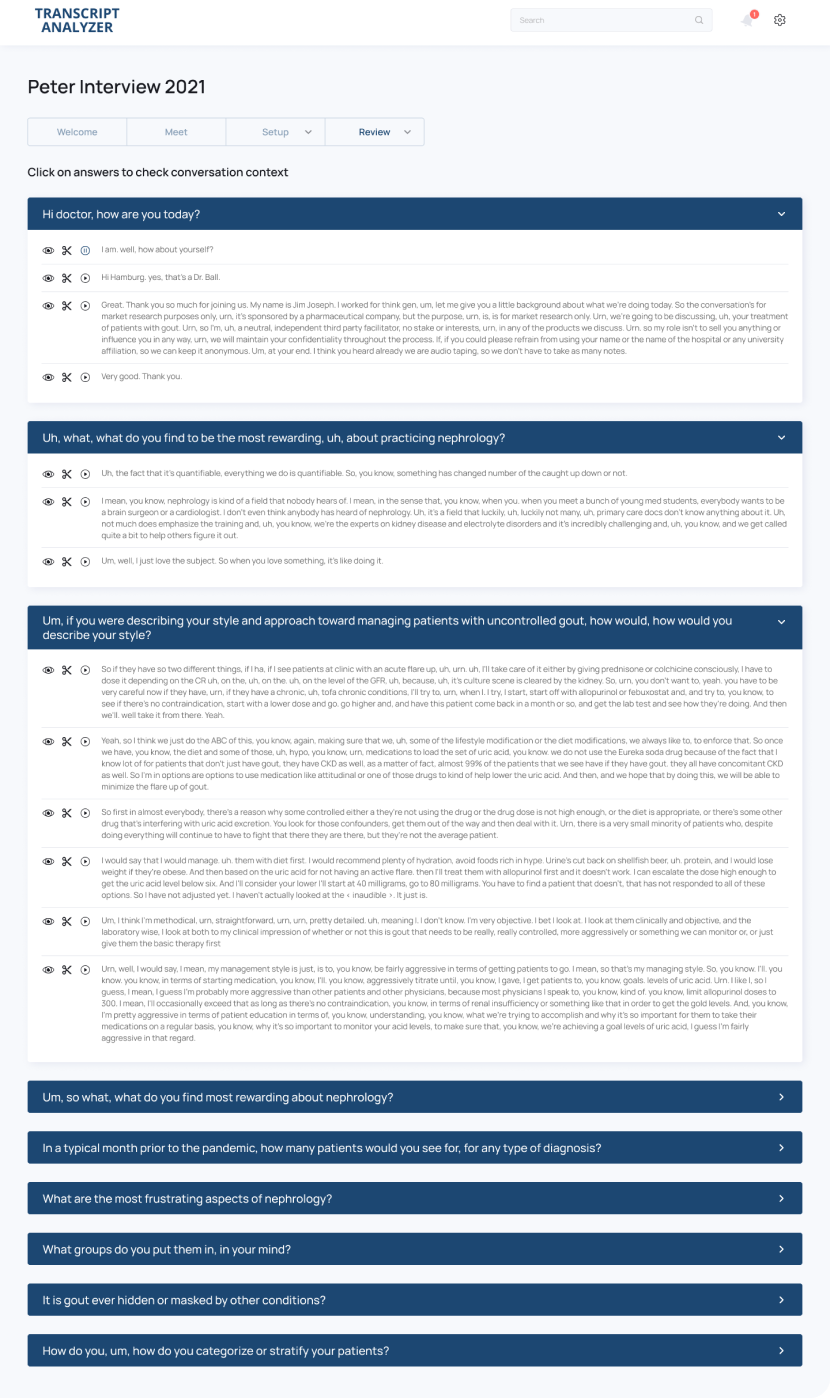 TRANSCRIPT
ANALYZER
Search
1
Peter Interview 2021
Welcome
Meet
Setup
Review
Click on answers to check conversation context
Hi doctor, how are you today?
I am. well, how about yourself?
Hi Hamburg. yes, that's a Dr. Ball.
Great. Thank you so much for joining us. My name is Jim Joseph. I worked for think gen, um, let me give you a little background about what we're doing today. So the conversation's for
market research purposes only, urn, it's sponsored by a pharmaceutical company, but the purpose, urn, is, is for market research only. Urn, we're going to be discussing, uh, your treatment
of patients with gout. Urn, so I'm, uh, a neutral, independent third party facilitator, no stake or interests, urn, in any of the products we discuss. Urn. so my role isn't to sell you anything or
influence you in any way, urn, we will maintain your confidentiality throughout the process. If, if you could please refrain from using your name or the name of the hospital or any university
affiliation, so we can keep it anonymous. Um, at your end. I think you heard already we are audio taping, so we don't have to take as many notes.
Very good. Thank you.
Uh, what, what do you find to be the most rewarding, uh, about practicing nephrology?
Uh, the fact that it's quantifiable, everything we do is quantifiable. So, you know, something has changed number of the caught up down or not.
I mean, you know, nephrology is kind of a field that nobody hears of. I mean, in the sense that, you know, when you. when you meet a bunch of young med students, everybody wants to be
a brain surgeon or a cardiologist. I don't even think anybody has heard of nephrology. Uh, it's a field that luckily, uh, luckily not many, uh, primary care docs don't know anything about it. Uh,
not much does emphasize the training and, uh, you know, we're the experts on kidney disease and electrolyte disorders and it's incredibly challenging and, uh, you know, and we get called
quite a bit to help others figure it out.
Um, well, I just love the subject. So when you love something, it's like doing it.
Um, if you were describing your style and approach toward managing patients with uncontrolled gout, how would, how would you
describe your style?
So if they have so two different things, if I ha, if I see patients at clinic with an acute flare up, uh, urn. uh, I'll take care of it either by giving prednisone or colchicine consciously, I have to
dose it depending on the CR uh, on the, uh, on the, on the level of the GFR, uh, because, uh, it's culture scene is cleared by the kidney. So. urn, you don't want to, yeah. you have to be
very careful now if they have, urn, if they have a chronic, uh, tofa chronic conditions, I'll try to, urn, when I. I try, I start, start off with allopurinol or febuxostat and, and try to, you know, to
see if there's no contraindication, start with a lower dose and go, go higher and, and have this patient come back in a month or so, and get the lab test and see how they're doing. And then
we'll. well take it from there. Yeah.
Yeah, so I think we just do the ABC of this, you know, again, making sure that we, uh, some of the lifestyle modification or the diet modifications, we always like to, to enforce that. So once
we have, you know, the diet and some of those, uh, hypo, you know, urn, medications to load the set of uric acid, you know. we do not use the Eureka soda drug because of the fact that I
know lot of for patients that don't just have gout, they have CKD as well, as a matter of fact. almost 99% of the patients that we see have if they have gout. they all have concomitant CKD
as well. So I'm in options are options to use medication like attitudinal or one of those drugs to kind of help lower the uric acid. And then, and we hope that by doing this, we will be able to
minimize the flare up of gout.
So first in almost everybody, there's a reason why some controlled either a they're not using the drug or the drug dose is not high enough, or the diet is appropriate, or there's some other
drug that's interfering with uric acid excretion. You look for those confounders, get them out of the way and then deal with it. Urn, there is a very small minority of patients who, despite
doing everything will continue to have to fight that there they are there, but they're not the average patient.
I would say that I would manage. uh. them with diet first. I would recommend plenty of hydration, avoid foods rich in hype. Urine's cut back on shellfish beer, uh. protein, and I would lose
weight if they're obese. And then based on the uric acid for not having an active flare. then I'll treat them with allopurinol first and it doesn't work. I can escalate the dose high enough to
get the uric acid level below six. And I'll consider your lower I'll start at 40 milligrams, go to 80 milligrams. You have to find a patient that doesn't, that has not responded to all of these
options. So I have not adjusted yet. I haven't actually looked at the < inaudible >. It just is.
Um, I think I'm methodical, urn, straightforward, urn, urn, pretty detailed. uh, meaning I. I don't know. I'm very objective. I bet I look at. I look at them clinically and objective, and the
laboratory wise, I look at both to my clinical impression of whether or not this is gout that needs to be really, really controlled, more aggressively or something we can monitor or, or just
give them the basic therapy first
Urn, well, I would say, I mean, my management style is just, is to, you know, be fairly aggressive in terms of getting patients to go. I mean, so that's my managing style. So, you know. I'll. you
know. you know, in terms of starting medication, you know, I'll. you know, aggressively titrate until, you know, I gave, I get patients to, you know, goals. levels of uric acid. Urn. I like I, so I
guess, I mean, I guess I'm probably more aggressive than other patients and other physicians, because most physicians I speak to, you know, kind of. you know, limit allopurinol doses to
300. I mean, I'll occasionally exceed that as long as there's no contraindication, you know, in terms of renal insufficiency or something like that in order to get the gold levels. And, you know,
I'm pretty aggressive in terms of patient education in terms of, you know, understanding, you know, what we're trying to accomplish and why it's so important for them to take their
medications on a regular basis, you know, why it's so important to monitor your acid levels, to make sure that, you know, we're achieving a goal levels of uric acid, I guess I'm fairly
aggressive in that regard.
Um, so what, what do you find most rewarding about nephrology?
In a typical month prior to the pandemic, how many patients would you see for, for any type of diagnosis?
What are the most frustrating aspects of nephrology?
What groups do you put them in, in your mind?
It is gout ever hidden or masked by other conditions?
How do you, um, how do you categorize or stratify your patients?